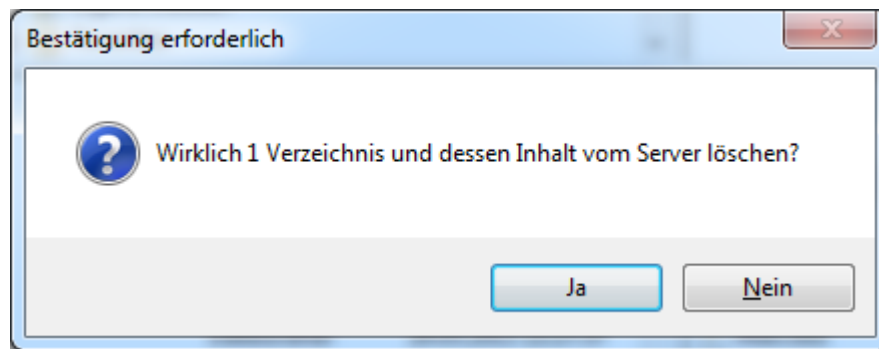 Bestätigung erforderlich
Wirklich 1 Verzeichnis und dessen Inhalt vom Server löschen?
Ja
Nein